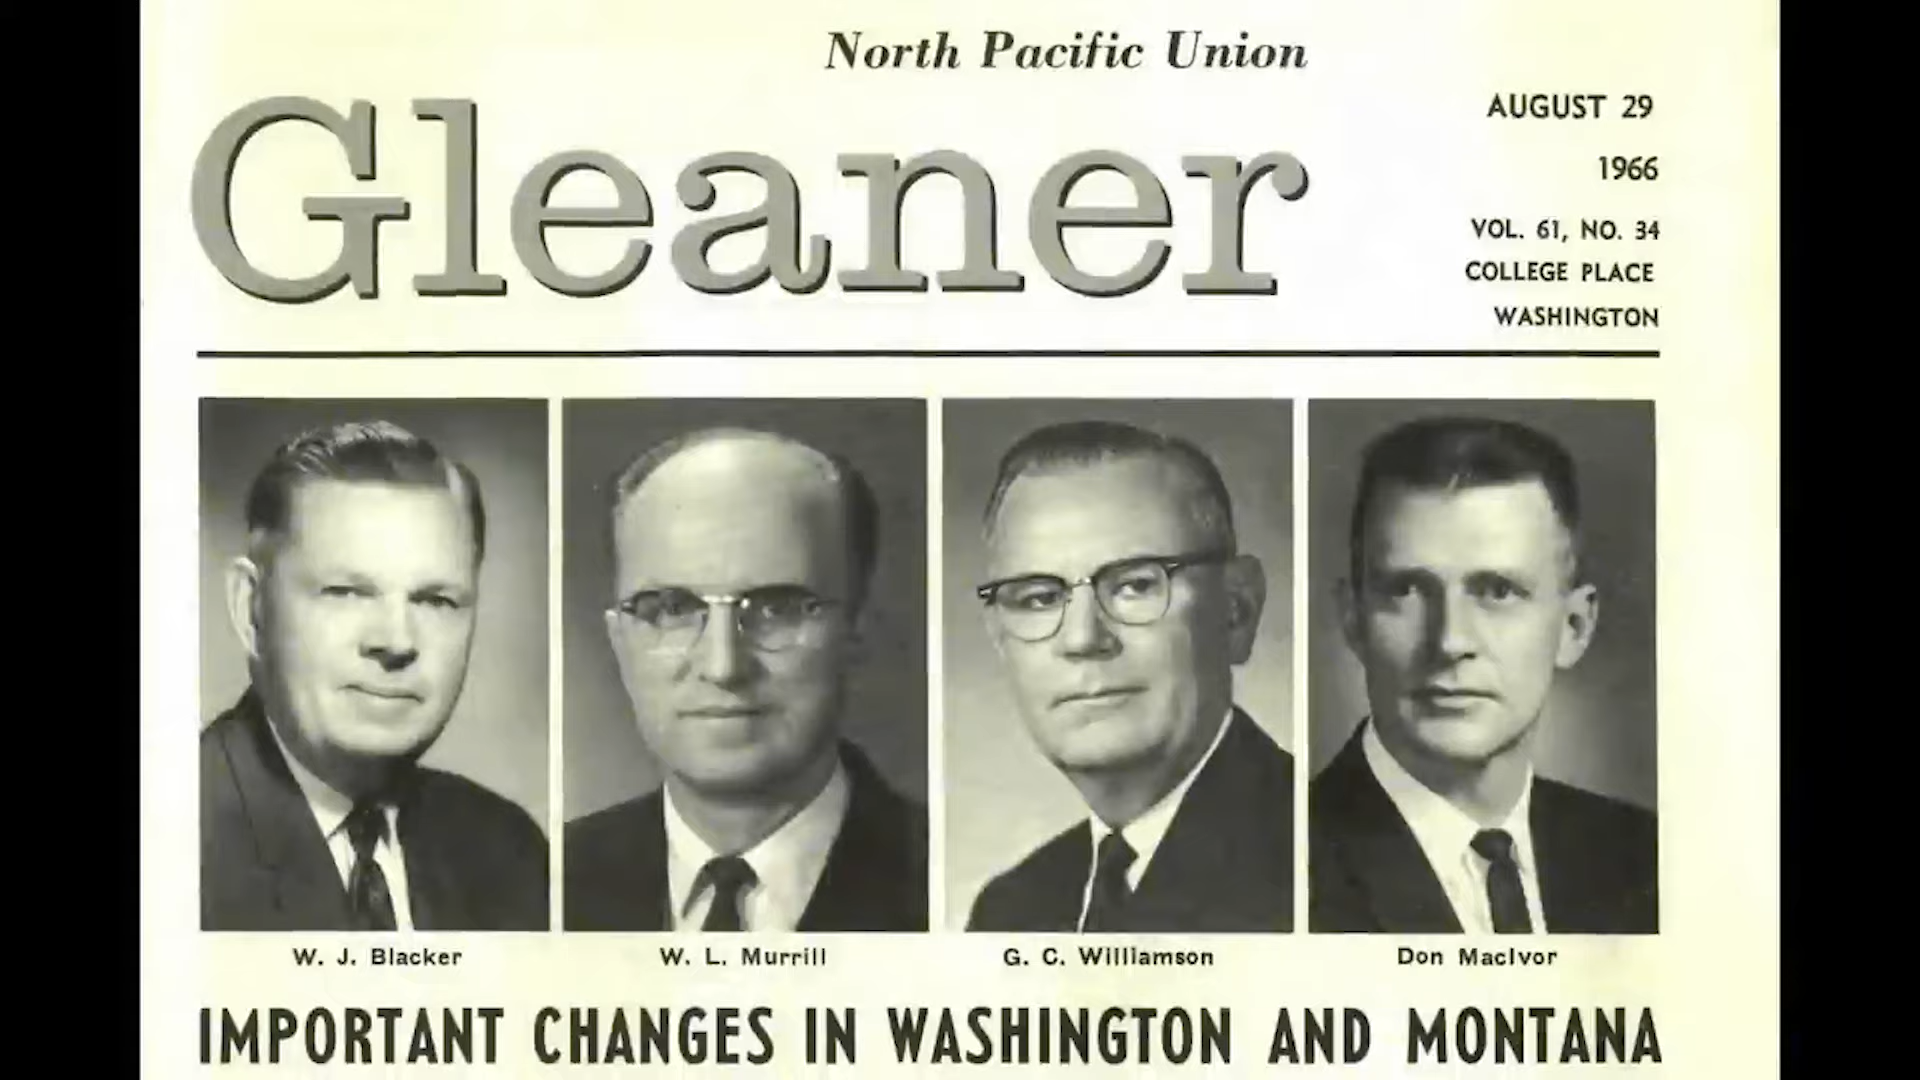 North Pacific Union
Gleaner
AUGUST 29
1966
VOL. 61, NO. 34
COLLEGE PLACE
WASHINGTON
W. J. Blacker
W. L. Murrill
G. C. Williamson
Don MacIvor
IMPORTANT CHANGES IN WASHINGTON AND MONTANA